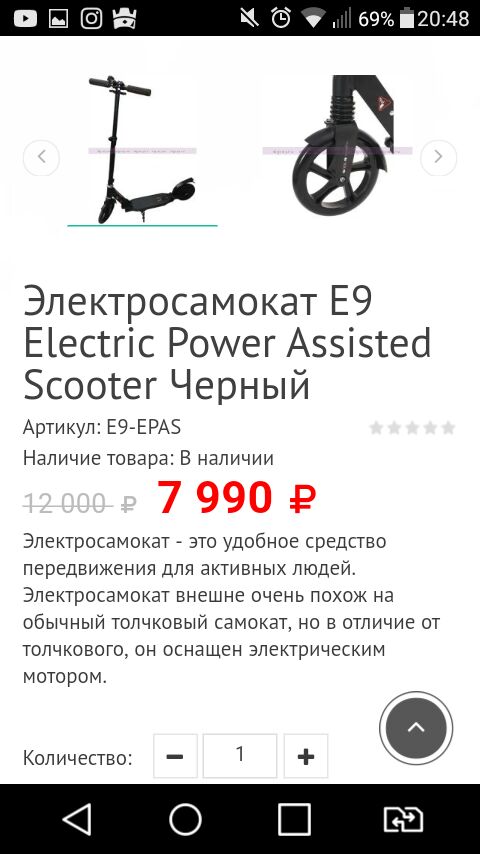 69% 20:48
Электросамокат E9
Electric Power Assisted
Scooter Черный
Артикул: E9-EPAS
Наличие товара: В наличии
12 000 ₽ 7 990 ₽
Электросамокат - это удобное средство
передвижения для активных людей.
Электросамокат внешне очень похож на
обычный толчковый самокат, но в отличие от
толчкового, он оснащен электрическим
мотором.
Количество: − 1 +